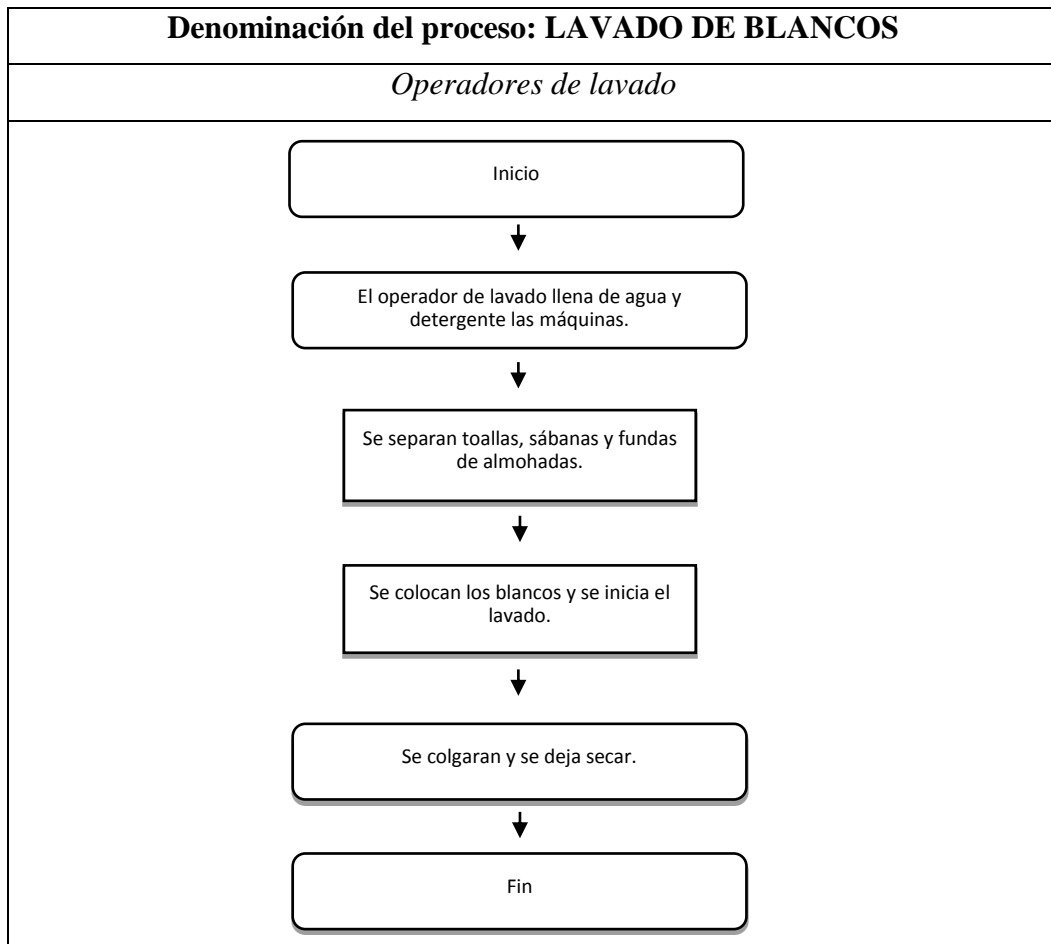 Denominación del proceso: LAVADO DE BLANCOS
Operadores de lavado
Inicio
El operador de lavado llena de agua y
detergente las máquinas.
Se separan toallas, sábanas y fundas
de almohadas.
Se colocan los blancos y se inicia el
lavado.
Se colgaran y se deja secar.
Fin